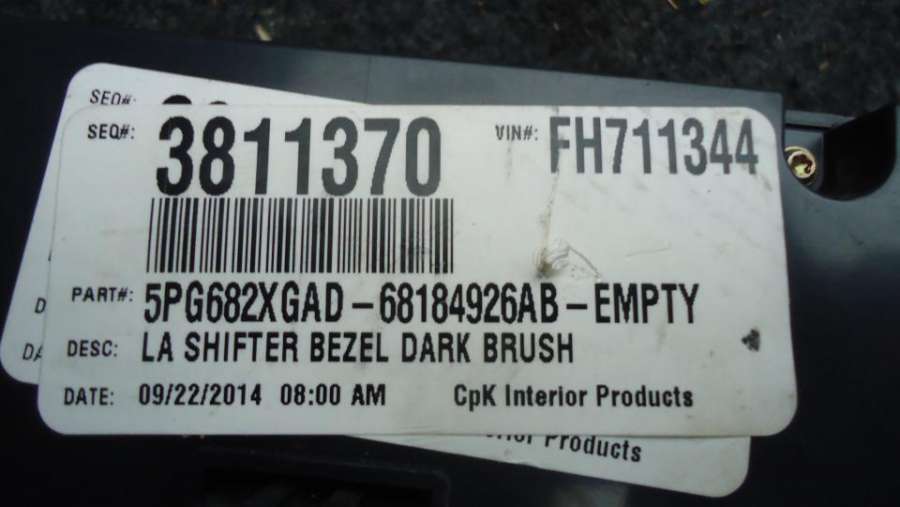 SEQ#:
SEQ#: 3811370 VIN#: FH711344
PART#: 5PG682XGAD-68184926AB-EMPTY
DESC: LA SHIFTER BEZEL DARK BRUSH
DATE: 09/22/2014 08:00 AM CpK Interior Products
Products